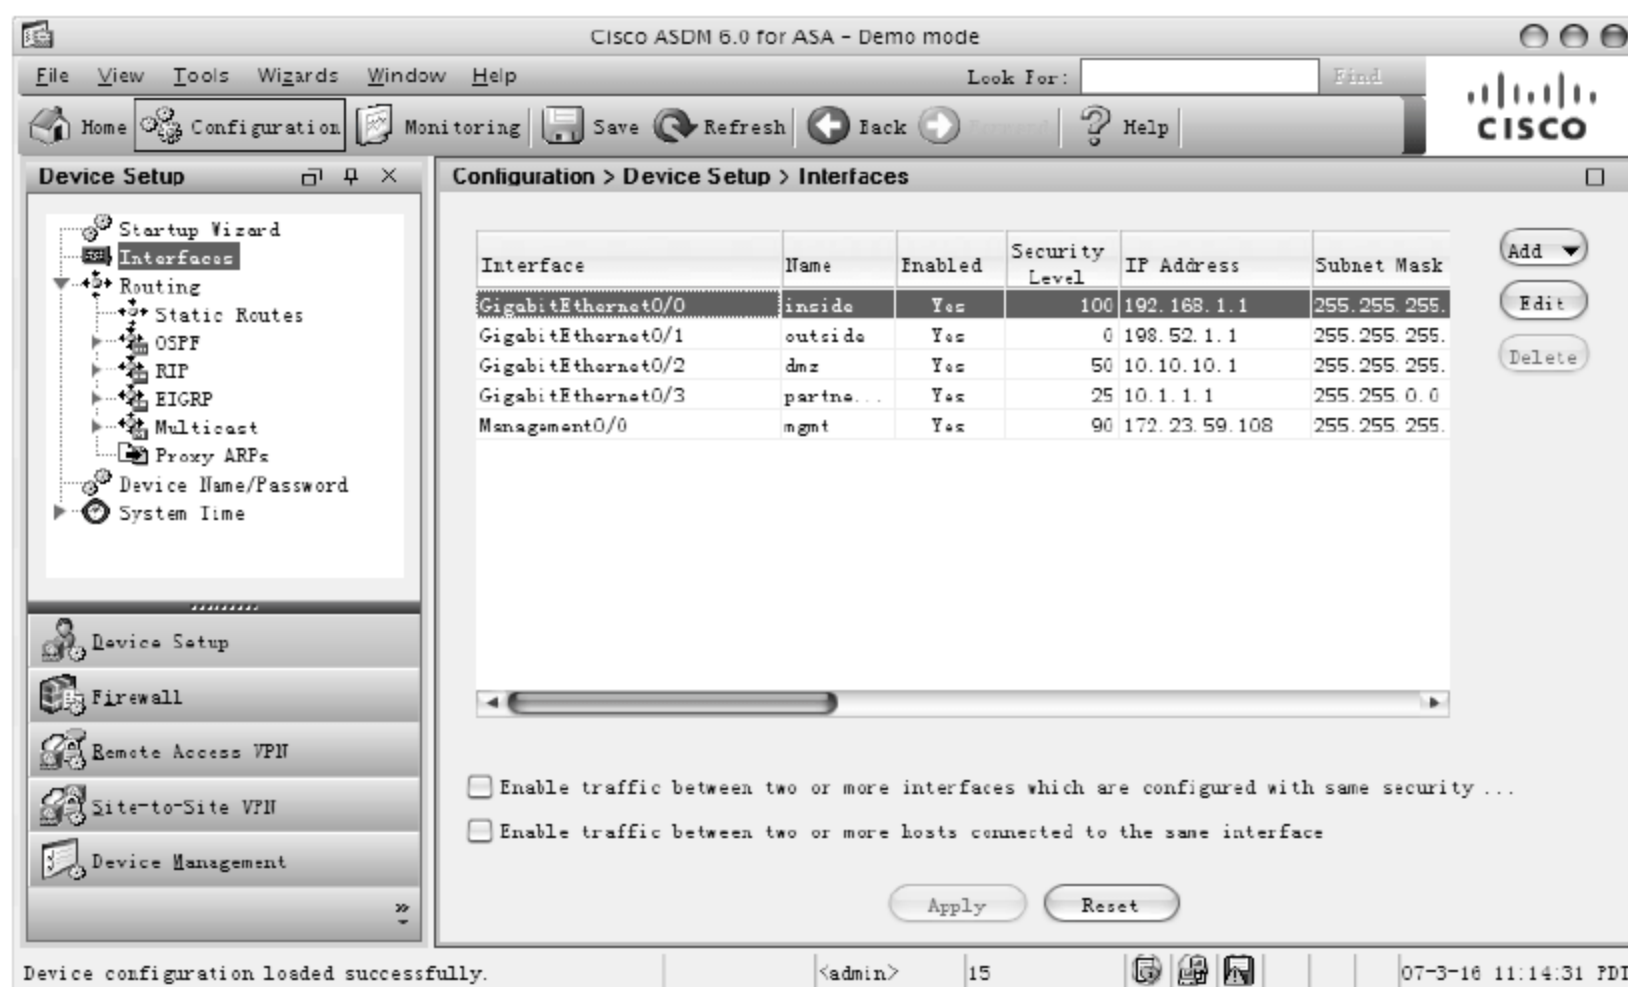 Cisco ASDM 6.0 for ASA - Demo mode
File View Tools Wizards Window Help Look For: Find
Home Configuration Monitoring Save Refresh Back Forward Help
CISCO
Device Setup
Configuration > Device Setup > Interfaces
Startup Wizard
Interfaces
Routing
Static Routes
OSPF
RIP
EIGRP
Multicast
Proxy ARPs
Device Name/Password
System Time
Device Setup
Firewall
Remote Access VPN
Site-to-Site VPN
Device Management
Interface Name Enabled Security Level IP Address Subnet Mask
GigabitEthernet0/0 inside Yes 100 192.168.1.1 255.255.255.
GigabitEthernet0/1 outside Yes 0 198.52.1.1 255.255.255.
GigabitEthernet0/2 dmz Yes 50 10.10.10.1 255.255.255.
GigabitEthernet0/3 partne... Yes 25 10.1.1.1 255.255.0.0
Management0/0 mgmt Yes 90 172.23.59.108 255.255.255.
Add
Edit
Delete
Enable traffic between two or more interfaces which are configured with same security ...
Enable traffic between two or more hosts connected to the same interface
Apply Reset
Device configuration loaded successfully. <admin> 15 07-3-16 11:14:31 PDT